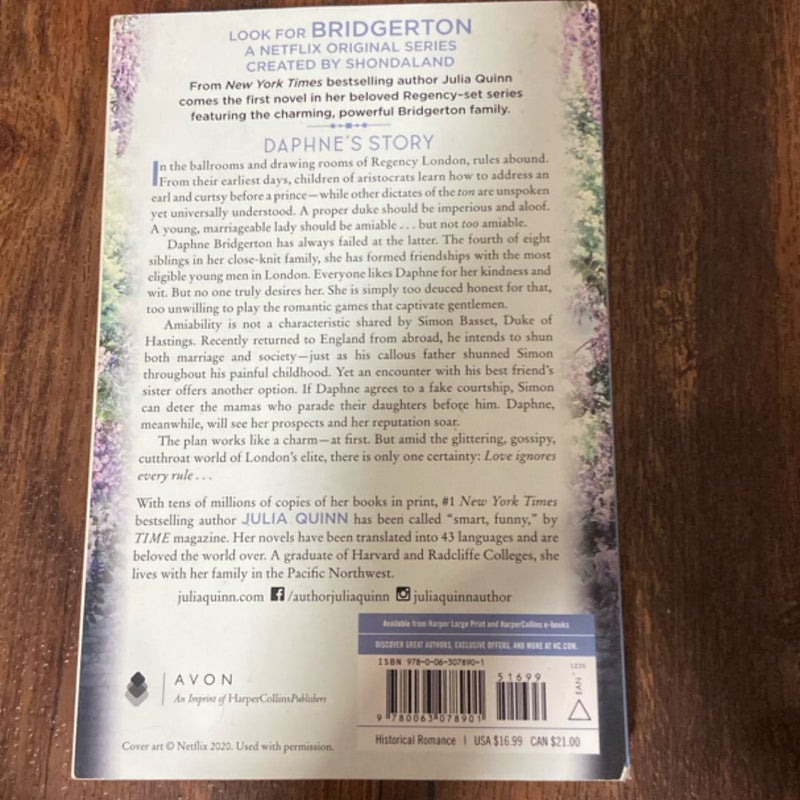 LOOK FOR BRIDGERTON
A NETFLIX ORIGINAL SERIES
CREATED BY SHONDALAND
From New York Times bestselling author Julia Quinn
comes the first novel in her beloved Regency-set series
featuring the charming, powerful Bridgerton family.
DAPHNE'S STORY
In the ballrooms and drawing rooms of Regency London, rules abound.
From their earliest days, children of aristocrats learn how to address an
earl and curtsy before a prince—while other dictates of the ton are unspoken
yet universally understood. A proper duke should be imperious and aloof.
A young, marriageable lady should be amiable . . . but not too amiable.
Daphne Bridgerton has always failed at the latter. The fourth of eight
siblings in her close-knit family, she has formed friendships with the most
eligible young men in London. Everyone likes Daphne for her kindness and
wit. But no one truly desires her. She is simply too deuced honest for that,
too unwilling to play the romantic games that captivate gentlemen.
Amiability is not a characteristic shared by Simon Basset, Duke of
Hastings. Recently returned to England from abroad, he intends to shun
both marriage and society—just as his callous father shunned Simon
throughout his painful childhood. Yet an encounter with his best friend's
sister offers another option. If Daphne agrees to a fake courtship, Simon
can deter the mamas who parade their daughters before him. Daphne,
meanwhile, will see her prospects and her reputation soar.
The plan works like a charm—at first. But amid the glittering, gossipy,
cutthroat world of London's elite, there is only one certainty: Love ignores
every rule . . .
With tens of millions of copies of her books in print, #1 New York Times
bestselling author JULIA QUINN has been called "smart, funny," by
TIME magazine. Her novels have been translated into 43 languages and are
beloved the world over. A graduate of Harvard and Radcliffe Colleges, she
lives with her family in the Pacific Northwest.
juliaquinn.com /authorjuliaquinn juliaquinnauthor
Available from Harper Large Print and HarperCollins e-books
DISCOVER GREAT AUTHORS, EXCLUSIVE OFFERS, AND MORE AT HC.COM.
ISBN 978-0-06-307890-1
51699
1220
EAN
9 780063 078901
Historical Romance | USA $16.99 CAN $21.00
AVON
An Imprint of HarperCollinsPublishers
Cover art © Netflix 2020. Used with permission.